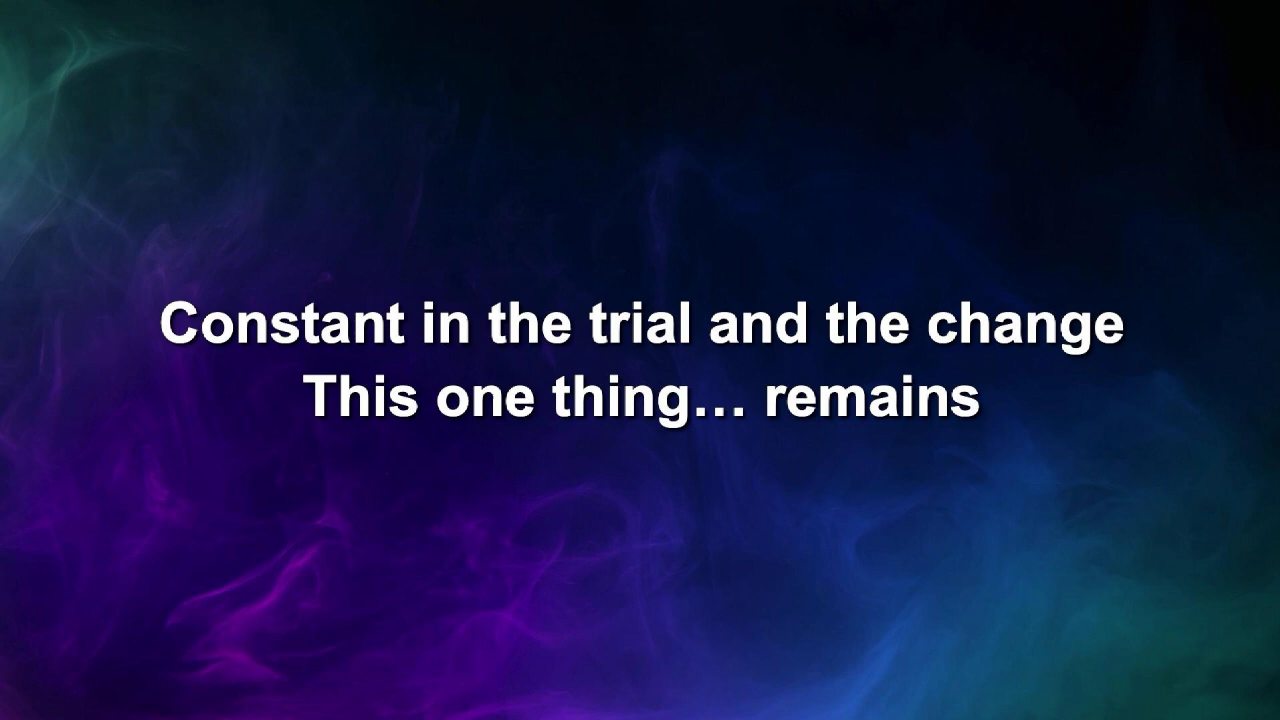 Constant in the trial and the change
This one thing… remains